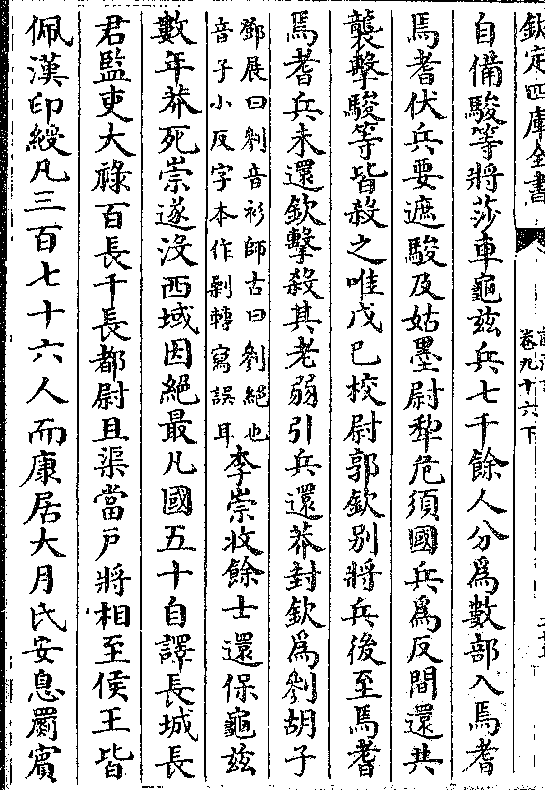 欽定四庫全書
卷九十六下
自備駿等將莎車龜兹兵七千餘人分為數部入焉耆
焉耆伏兵要遮駿及姑墨尉犁危須國兵為反間還共
襲擊駿等皆殺之唯戊己校尉郭欽别將兵後至焉耆
焉耆兵未還欽擊殺其老弱引兵還莽封欽為劋胡子
鄧展曰劋音衫師古曰劋絶也
音子小反字本作剿轉寫誤耳
李崇收餘士還保龜兹
數年莽死崇遂没西域因絶最凡國五十自譯長城長
君監吏大祿百長千長都尉且渠當户將相至侯王皆
佩漢印綬凡三百七十六人而康居大月氏安息罽賓